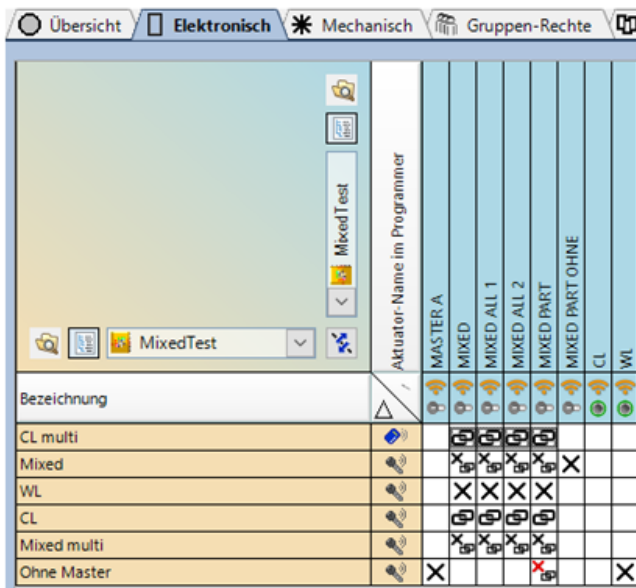 Übersicht
Elektronisch
Mechanisch
Gruppen-Rechte
MixedTest
Aktuator-Name im Programmer
MASTER A
MIXED
MIXED ALL 1
MIXED ALL 2
MIXED PART
MIXED PART OHNE
CL
WL
MixedTest
Bezeichnung
CL multi
Mixed
WL
CL
Mixed multi
Ohne Master